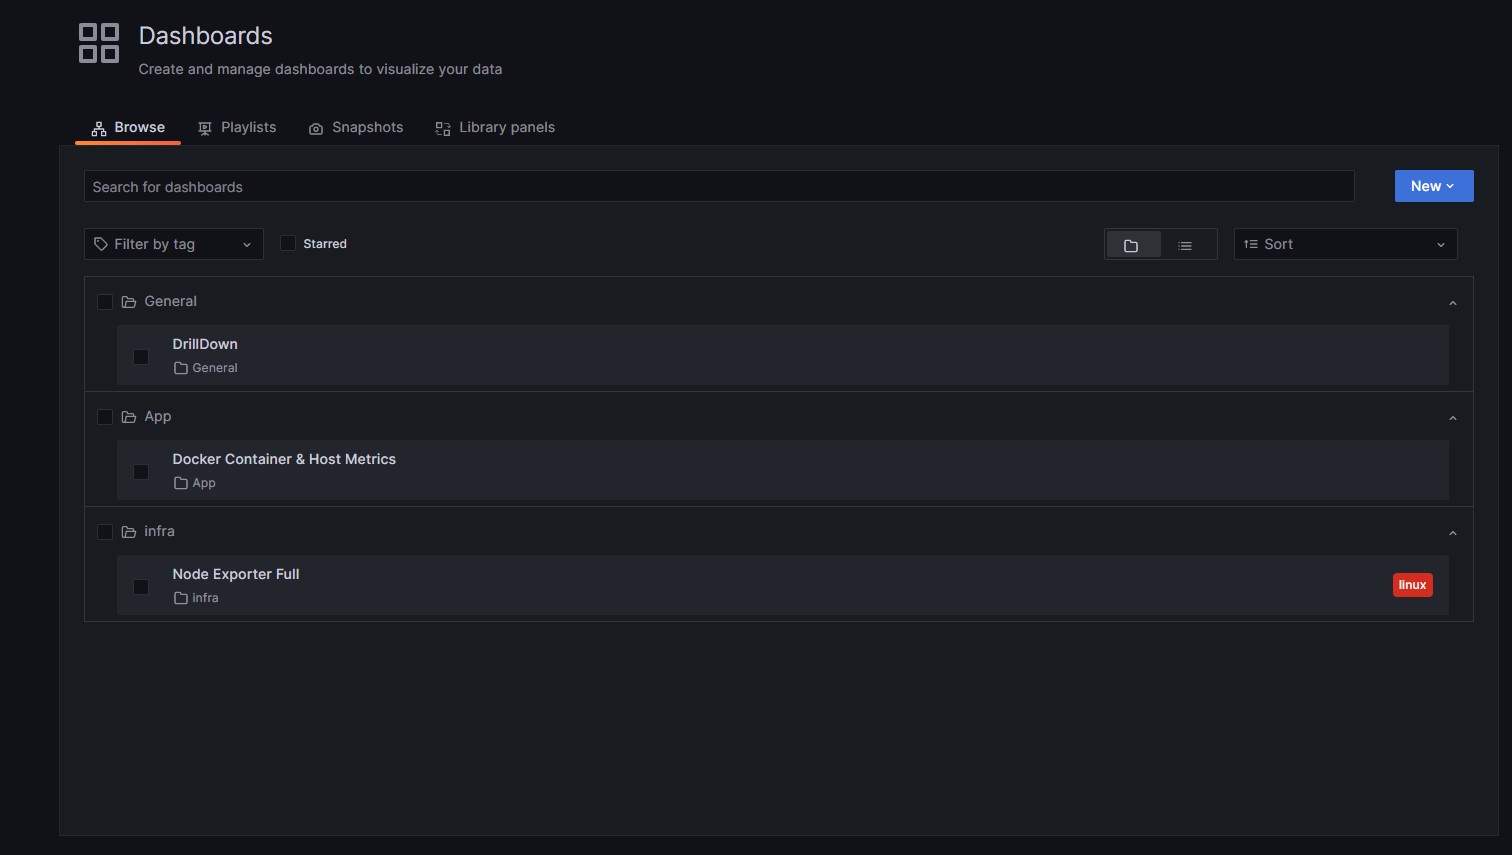 Dashboards
Create and manage dashboards to visualize your data
Browse Playlists Snapshots Library panels
Search for dashboards New
Filter by tag Starred Sort
General
DrillDown
General
App
Docker Container & Host Metrics
App
infra
Node Exporter Full
linux
infra